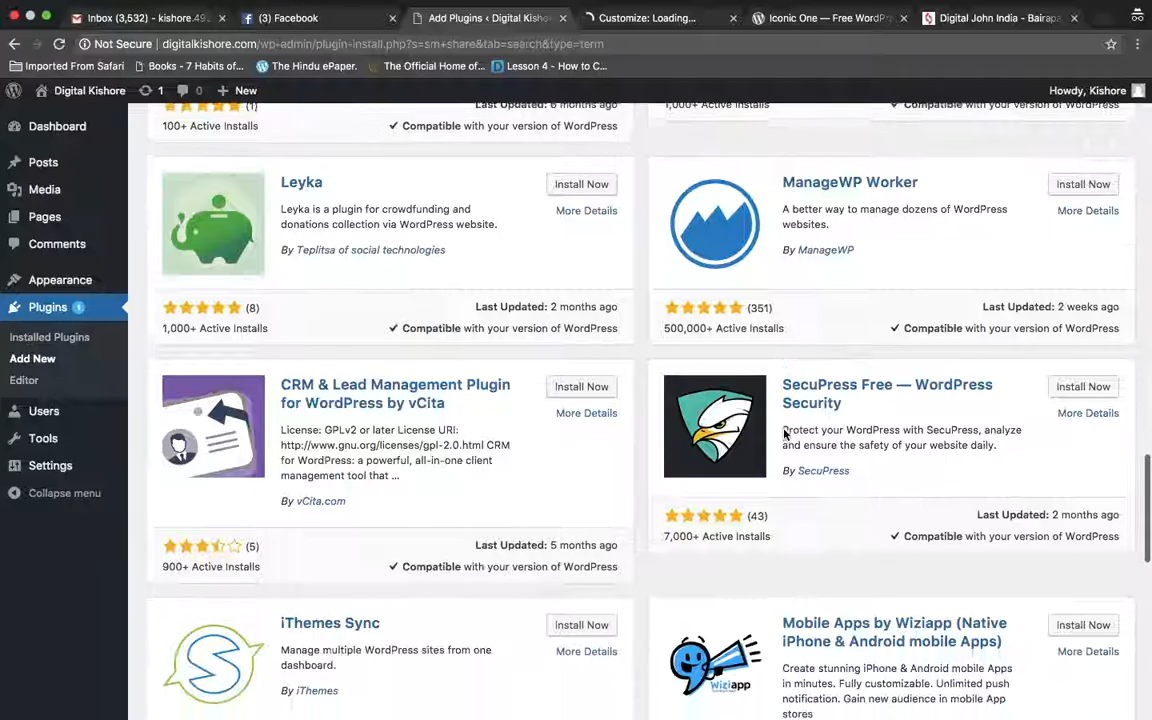 Inbox (3,532) - kishore.49...
(3) Facebook
Add Plugins ‹ Digital Kisho...
Customize: Loading...
Iconic One — Free WordPr...
Digital John India - Bairap...
Not Secure | digitalkishore.com/wp-admin/plugin-install.php?s=sm+share&tab=search&type=term
Imported From Safari
Books - 7 Habits of...
The Hindu ePaper.
The Official Home of...
Lesson 4 - How to C...
Digital Kishore
1
0
New
Howdy, Kishore
Dashboard
Posts
Media
Pages
Comments
Appearance
Plugins 1
Installed Plugins
Add New
Editor
Users
Tools
Settings
Collapse menu
(1)
Last Updated: 6 months ago
100+ Active Installs
Compatible with your version of WordPress
1,000+ Active Installs
Compatible with your version of WordPress
Leyka
Install Now
More Details
Leyka is a plugin for crowdfunding and
donations collection via WordPress website.
By Teplitsa of social technologies
(8)
Last Updated: 2 months ago
1,000+ Active Installs
Compatible with your version of WordPress
ManageWP Worker
Install Now
More Details
A better way to manage dozens of WordPress
websites.
By ManageWP
(351)
Last Updated: 2 weeks ago
500,000+ Active Installs
Compatible with your version of WordPress
CRM & Lead Management Plugin
for WordPress by vCita
Install Now
More Details
License: GPLv2 or later License URI:
http://www.gnu.org/licenses/gpl-2.0.html CRM
for WordPress: a powerful, all-in-one client
management tool that ...
By vCita.com
(5)
Last Updated: 5 months ago
900+ Active Installs
Compatible with your version of WordPress
SecuPress Free — WordPress
Security
Install Now
More Details
Protect your WordPress with SecuPress, analyze
and ensure the safety of your website daily.
By SecuPress
(43)
Last Updated: 2 months ago
7,000+ Active Installs
Compatible with your version of WordPress
iThemes Sync
Install Now
More Details
Manage multiple WordPress sites from one
dashboard.
By iThemes
Mobile Apps by Wiziapp (Native
iPhone & Android mobile Apps)
Install Now
More Details
Create stunning iPhone & Android mobile Apps
in minutes. Fully customizable. Unlimited push
notification. Gain new audience in mobile App
stores
wiziapp